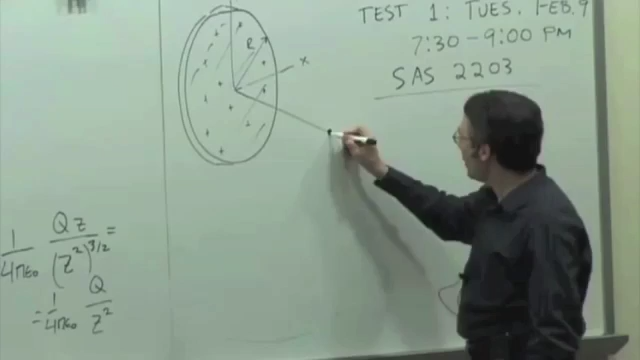 TEST 1: TUES. FEB. 9
7:30 - 9:00 PM
SAS 2203
R
x
1/4πε₀ Qz/(z²)^3/2 =
= 1/4πε₀ Q/z²